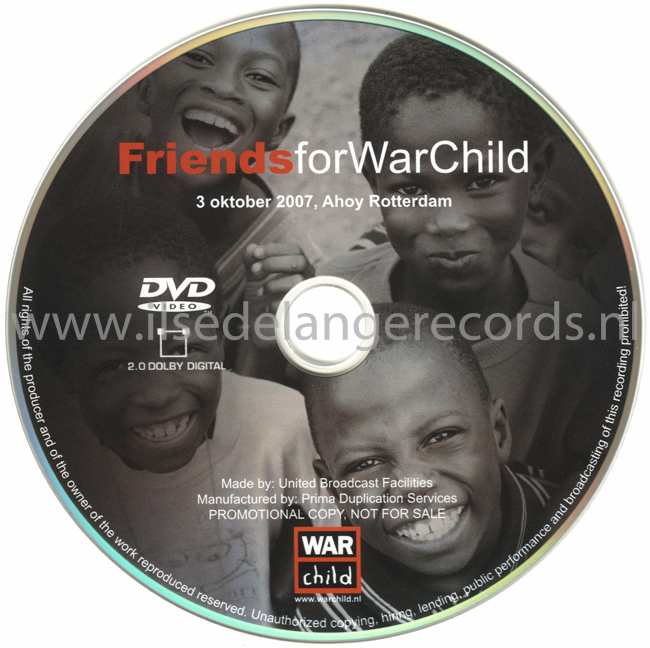 FriendsforWarChild
3 oktober 2007, Ahoy Rotterdam
DVD
VIDEO
TM
www.ilsedelangerecords.nl
2.0 DOLBY DIGITAL
Made by: United Broadcast Facilities
Manufactured by: Prima Duplication Services
PROMOTIONAL COPY, NOT FOR SALE
WAR
child
www.warchild.nl
All rights of the producer and of the owner of the work reproduced reserved. Unauthorized copying, hiring, lending, public performance and broadcasting of this recording prohibited!